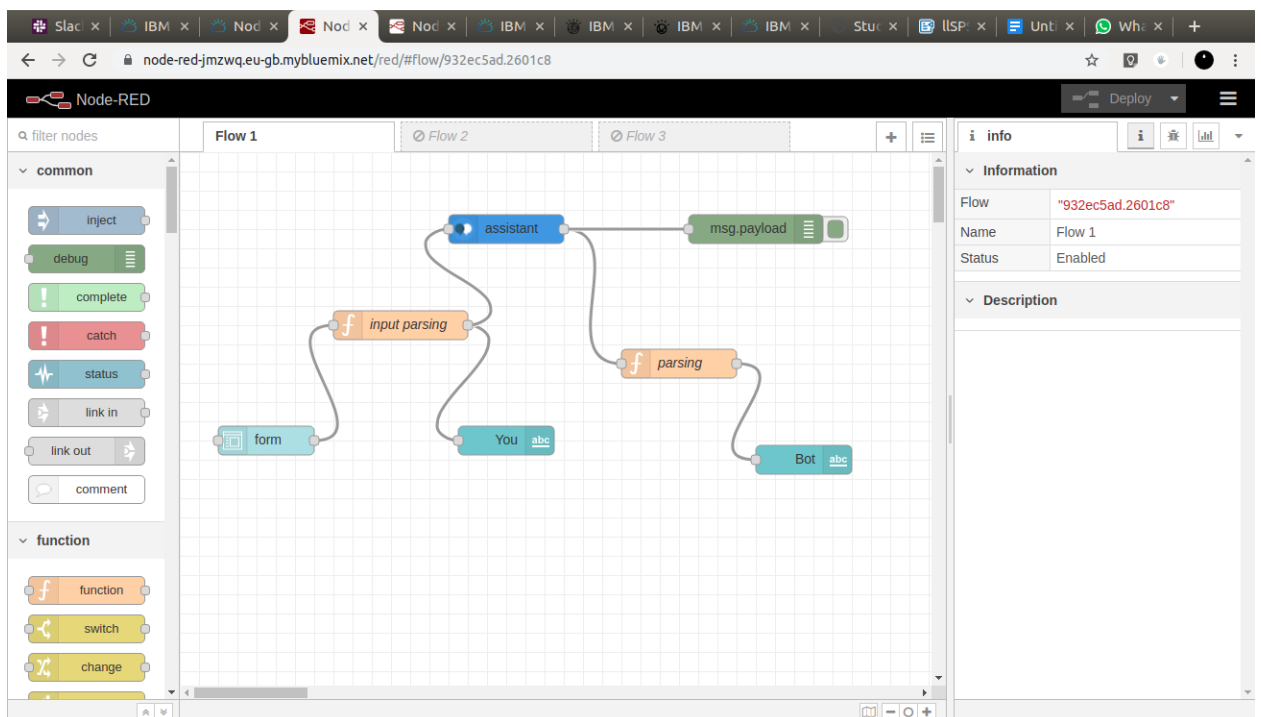 Slac IBM Nod Nod Nod IBM IBM IBM IBM Stuc llSP: Unti Wha
node-red-jmzwq.eu-gb.mybluemix.net/red/#flow/932ec5ad.2601c8
Node-RED Deploy
filter nodes Flow 1 Flow 2 Flow 3 i info i
common
Information
inject
Flow "932ec5ad.2601c8"
assistant msg.payload
Name Flow 1
debug
Status Enabled
complete
Description
input parsing
catch
parsing
status
link in
form You abc
link out
Bot abc
comment
function
function
switch
change